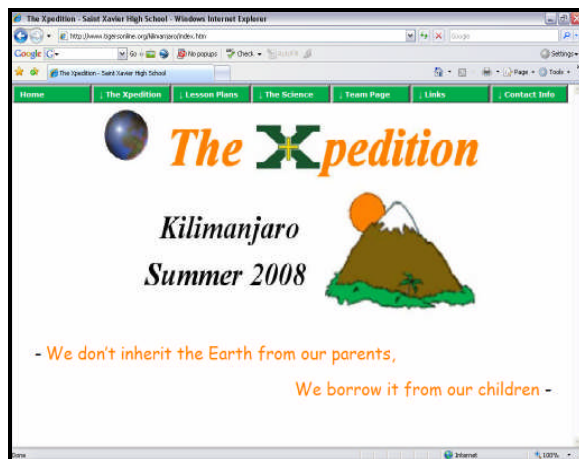 The Xpedition - Saint Xavier High School - Windows Internet Explorer
http://www.tigersonline.org/kilimanjaro/index.htm
Google
Google G Go No popups Check AutoFill Settings
The Xpedition - Saint Xavier High School Page Tools
Home ↓ The Xpedition ↓ Lesson Plans ↓ The Science ↓ Team Page ↓ Links ↓ Contact Info
The Xpedition
Kilimanjaro
Summer 2008
- We don't inherit the Earth from our parents,
We borrow it from our children -
Done Internet 100%